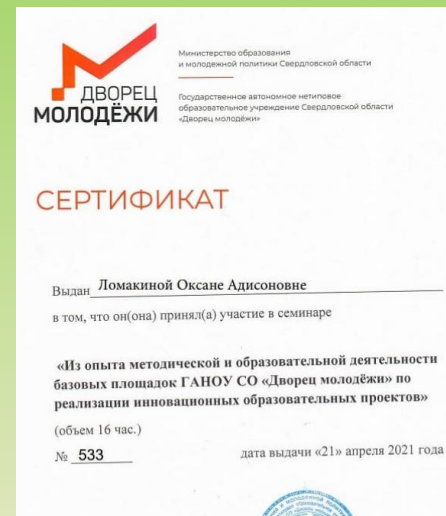 Министерство образования
и молодежной политики Свердловской области
ДВОРЕЦ
МОЛОДЁЖИ
Государственное автономное нетиповое
образовательное учреждение Свердловской области
«Дворец молодёжи»
СЕРТИФИКАТ
Выдан Ломакиной Оксане Адисоновне
в том, что он(она) принял(а) участие в семинаре
«Из опыта методической и образовательной деятельности
базовых площадок ГАНОУ СО «Дворец молодёжи» по
реализации инновационных образовательных проектов»
(объем 16 час.)
№ 533 дата выдачи «21» апреля 2021 года